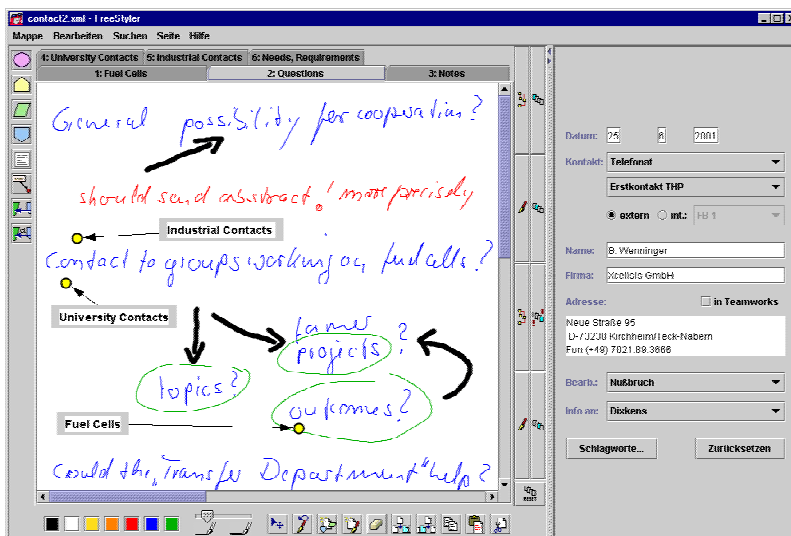 contact2.xml - FreeStyler
Mappe Bearbeiten Suchen Seite Hilfe
4: University Contacts 5: Industrial Contacts 6: Needs, Requirements
1: Fuel Cells 2: Questions 3: Notes
General possibility for cooperation?
should send abstract! more precisely
Industrial Contacts
contact to groups working on fuel cells?
University Contacts
former
projects?
topics?
outcomes?
Fuel Cells
Could the "Transfer Department" help?
RESET
Datum: 25 6 2001
Kontakt: Telefonat
Erstkontakt THP
extern int.: FB 1
Name: B. Wenninger
Firma: Xcellsis GmbH
Adresse: in Teamworks
Neue Straße 95
D-73230 Kirchheim/Teck-Nabern
Fon (+49) 7021.89.3666
Bearb.: Nußbruch
Info an: Dixkens
Schlagworte... Zurücksetzen